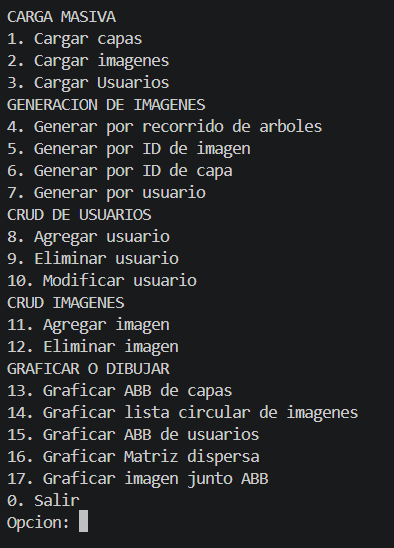 CARGA MASIVA
1. Cargar capas
2. Cargar imagenes
3. Cargar Usuarios
GENERACION DE IMAGENES
4. Generar por recorrido de arboles
5. Generar por ID de imagen
6. Generar por ID de capa
7. Generar por usuario
CRUD DE USUARIOS
8. Agregar usuario
9. Eliminar usuario
10. Modificar usuario
CRUD IMAGENES
11. Agregar imagen
12. Eliminar imagen
GRAFICAR O DIBUJAR
13. Graficar ABB de capas
14. Graficar lista circular de imagenes
15. Graficar ABB de usuarios
16. Graficar Matriz dispersa
17. Graficar imagen junto ABB
0. Salir
Opcion: